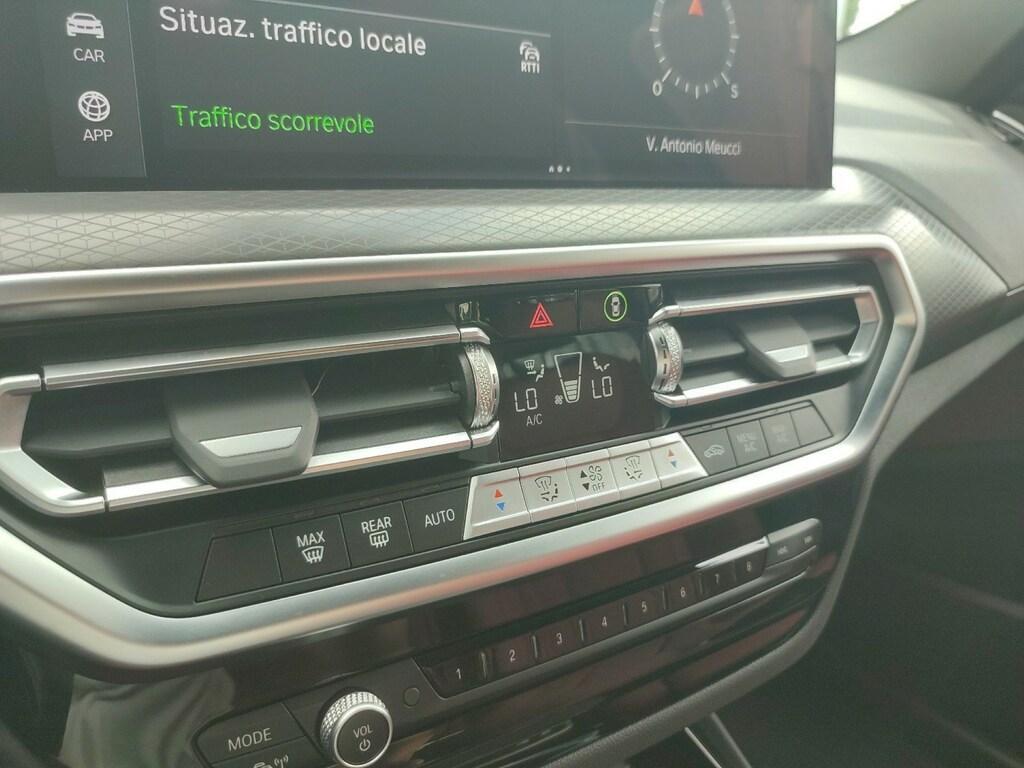 CAR
APP
Situaz. traffico locale
RTTI
Traffico scorrevole
O
S
V. Antonio Meucci
LO
LO
A/C
MAX
REAR
AUTO
OFF
MENU
A/C
MAX
A/C
1
2
3
4
5
6
7
8
MODE
VOL